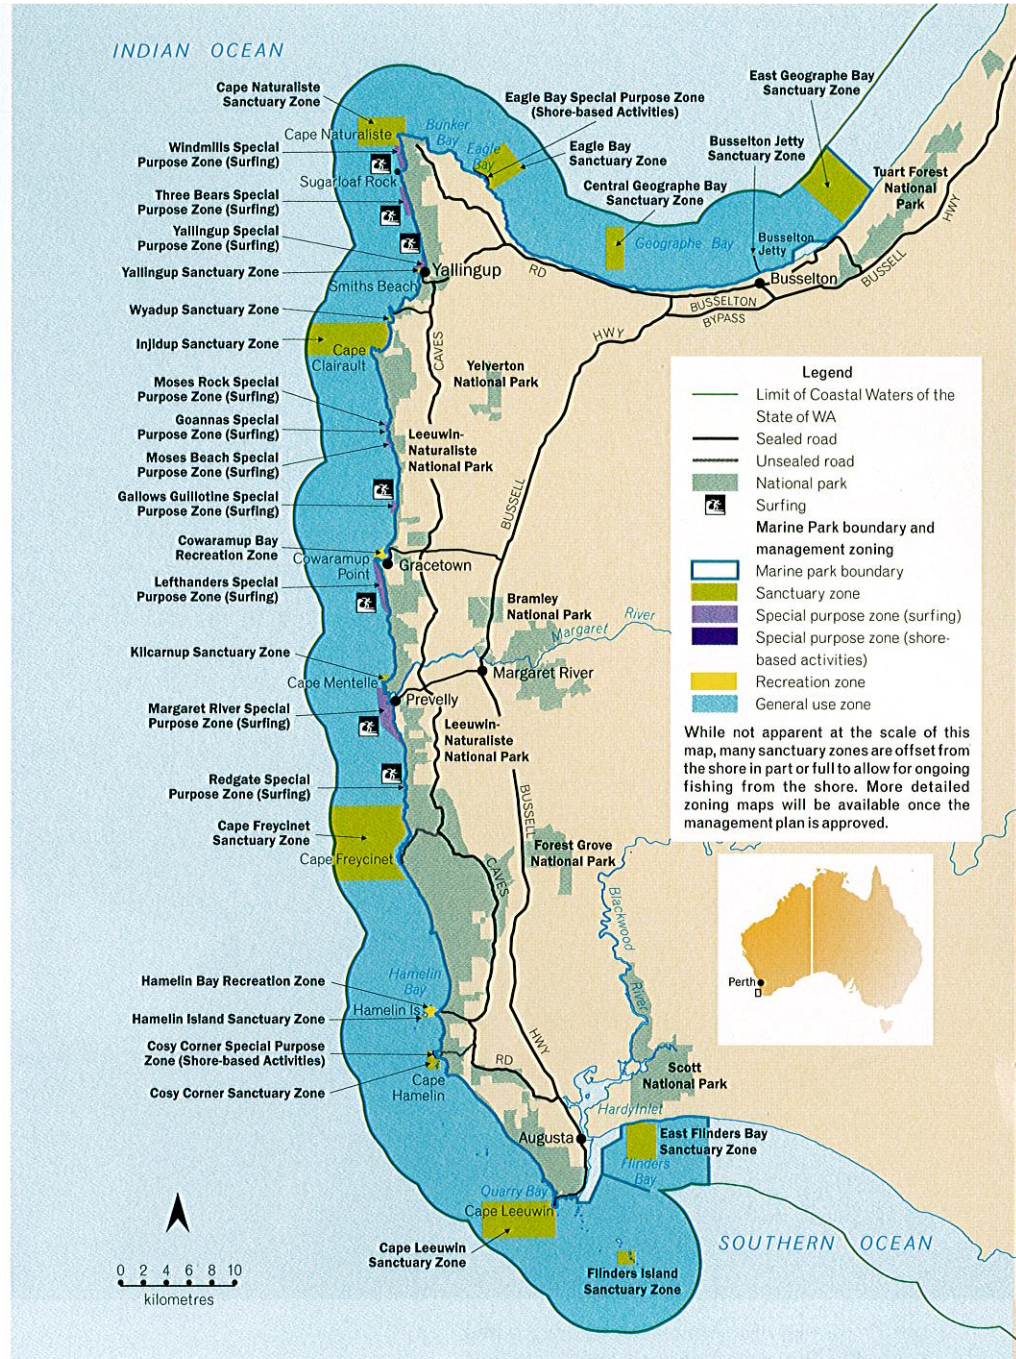 INDIAN OCEAN
Cape Naturaliste
Sanctuary Zone
Cape Naturaliste
Windmills Special
Purpose Zone (Surfing)
Sugarloaf Rock
Three Bears Special
Purpose Zone (Surfing)
Yallingup Special
Purpose Zone (Surfing)
Yallingup Sanctuary Zone
Yallingup
Smiths Beach
Wyadup Sanctuary Zone
Injidup Sanctuary Zone
Cape
Clairault
Moses Rock Special
Purpose Zone (Surfing)
Goannas Special
Purpose Zone (Surfing)
Moses Beach Special
Purpose Zone (Surfing)
Gallows Guillotine Special
Purpose Zone (Surfing)
Cowaramup Bay
Recreation Zone
Cowaramup
Point
Gracetown
Lefthanders Special
Purpose Zone (Surfing)
Kilcarnup Sanctuary Zone
Cape Mentelle
Prevelly
Margaret River Special
Purpose Zone (Surfing)
Redgate Special
Purpose Zone (Surfing)
Cape Freycinet
Sanctuary Zone
Cape Freycinet
Hamelin Bay Recreation Zone
Hamelin
Bay
Hamelin Is
Hamelin Island Sanctuary Zone
Cosy Corner Special Purpose
Zone (Shore-based Activities)
Cosy Corner Sanctuary Zone
Cape
Hamelin
Bunker
Bay
Eagle
Bay
Eagle Bay Special Purpose Zone
(Shore-based Activities)
Eagle Bay
Sanctuary Zone
Central Geographe Bay
Sanctuary Zone
Geographe Bay
Busselton Jetty
Sanctuary Zone
East Geographe Bay
Sanctuary Zone
Tuart Forest
National
Park
Busselton
Jetty
Busselton
BUSSELL
HWY
BUSSELTON
BYPASS
RD
CAVES
HWY
BUSSELL
Yelverton
National Park
Leeuwin-
Naturaliste
National Park
Bramley
National Park
Margaret River
Margaret River
Leeuwin-
Naturaliste
National Park
BUSSELL
Forest Grove
National Park
CAVES
Blackwood
River
HWY
RD
Scott
National Park
Hardy Inlet
Augusta
East Flinders Bay
Sanctuary Zone
Flinders
Bay
Quarry Bay
Cape Leeuwin
Cape Leeuwin
Sanctuary Zone
Flinders Island
Sanctuary Zone
SOUTHERN OCEAN
Legend
Limit of Coastal Waters of the
State of WA
Sealed road
Unsealed road
National park
Surfing
Marine Park boundary and
management zoning
Marine park boundary
Sanctuary zone
Special purpose zone (surfing)
Special purpose zone (shore-
based activities)
Recreation zone
General use zone
While not apparent at the scale of this
map, many sanctuary zones are offset from
the shore in part or full to allow for ongoing
fishing from the shore. More detailed
zoning maps will be available once the
management plan is approved.
Perth
0 2 4 6 8 10
kilometres